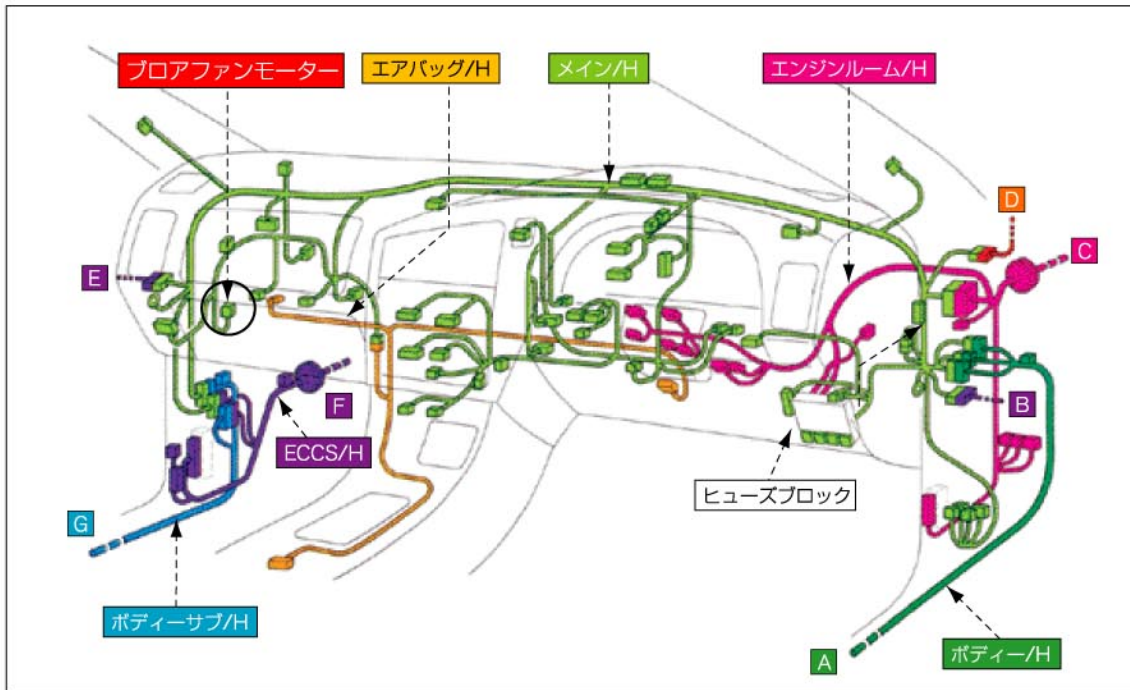 ブロアファンモーター
エアバッグ/H
メイン/H
エンジンルーム/H
D
C
E
F
B
ECCS/H
ヒューズブロック
G
ボディーサブ/H
A
ボディー/H